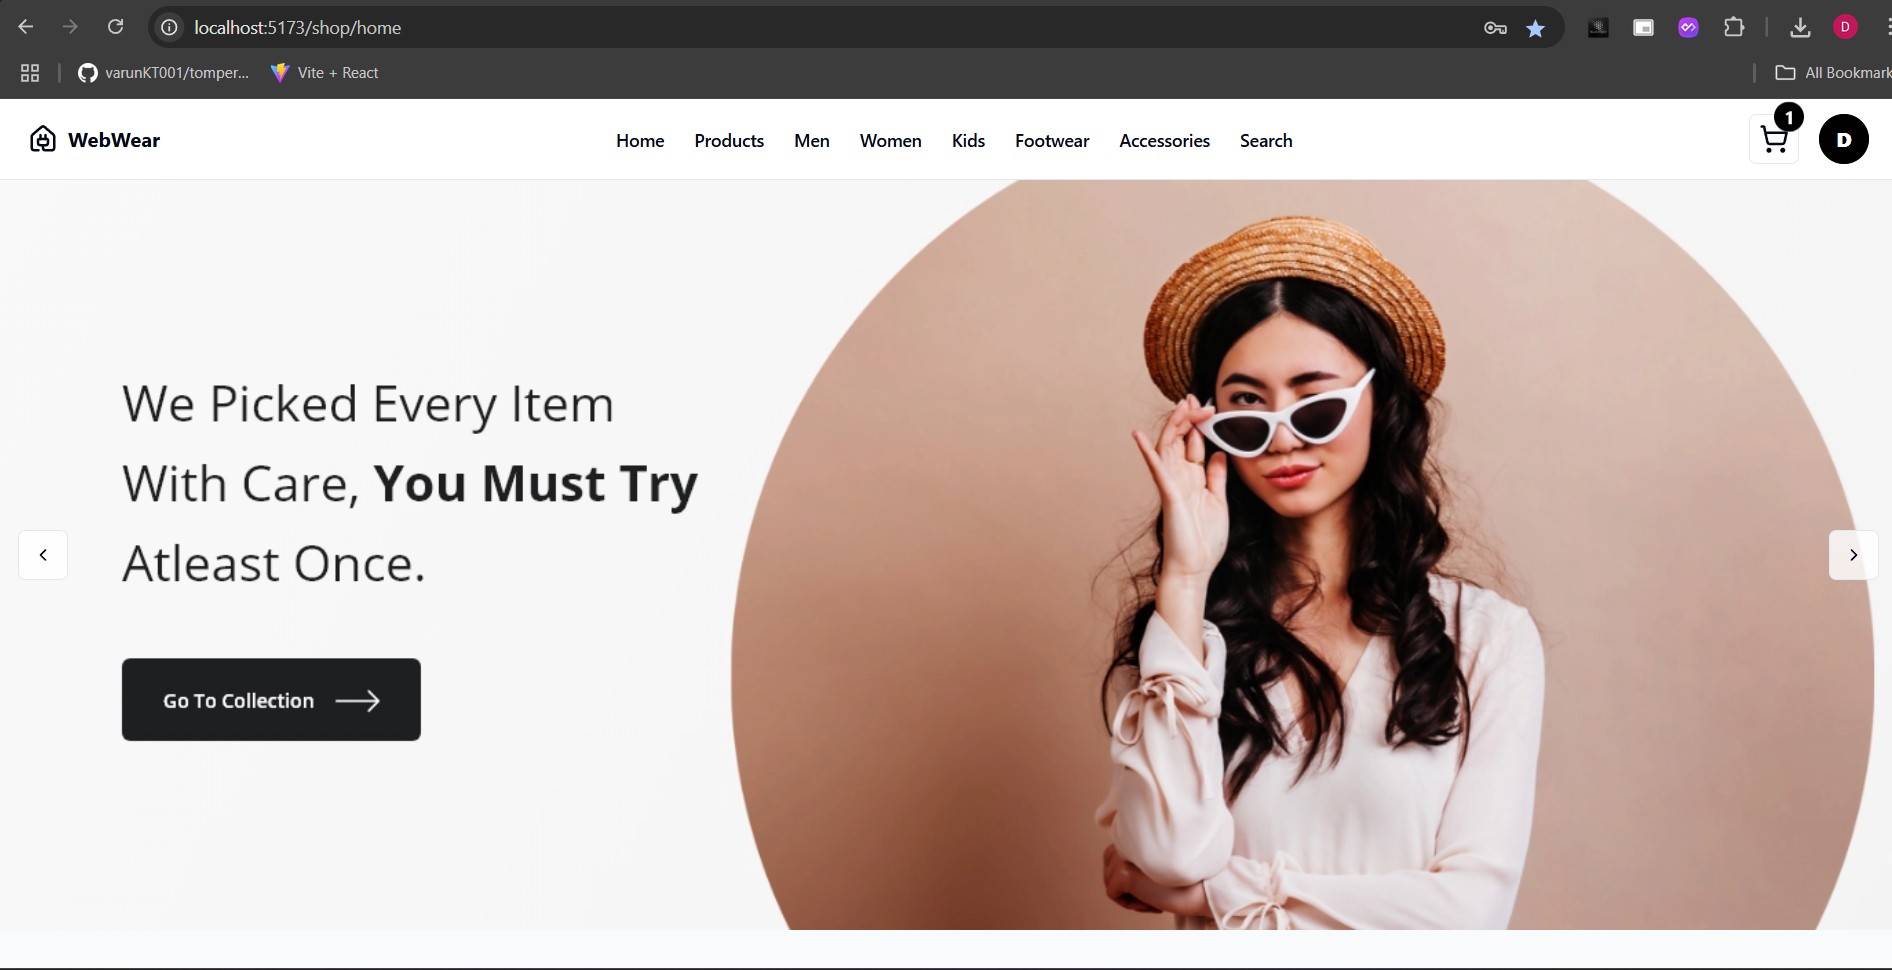 localhost:5173/shop/home
D
varunKT001/tomper...
Vite + React
All Bookmark
WebWear
Home
Products
Men
Women
Kids
Footwear
Accessories
Search
1
D
We Picked Every Item
With Care, You Must Try
Atleast Once.
Go To Collection